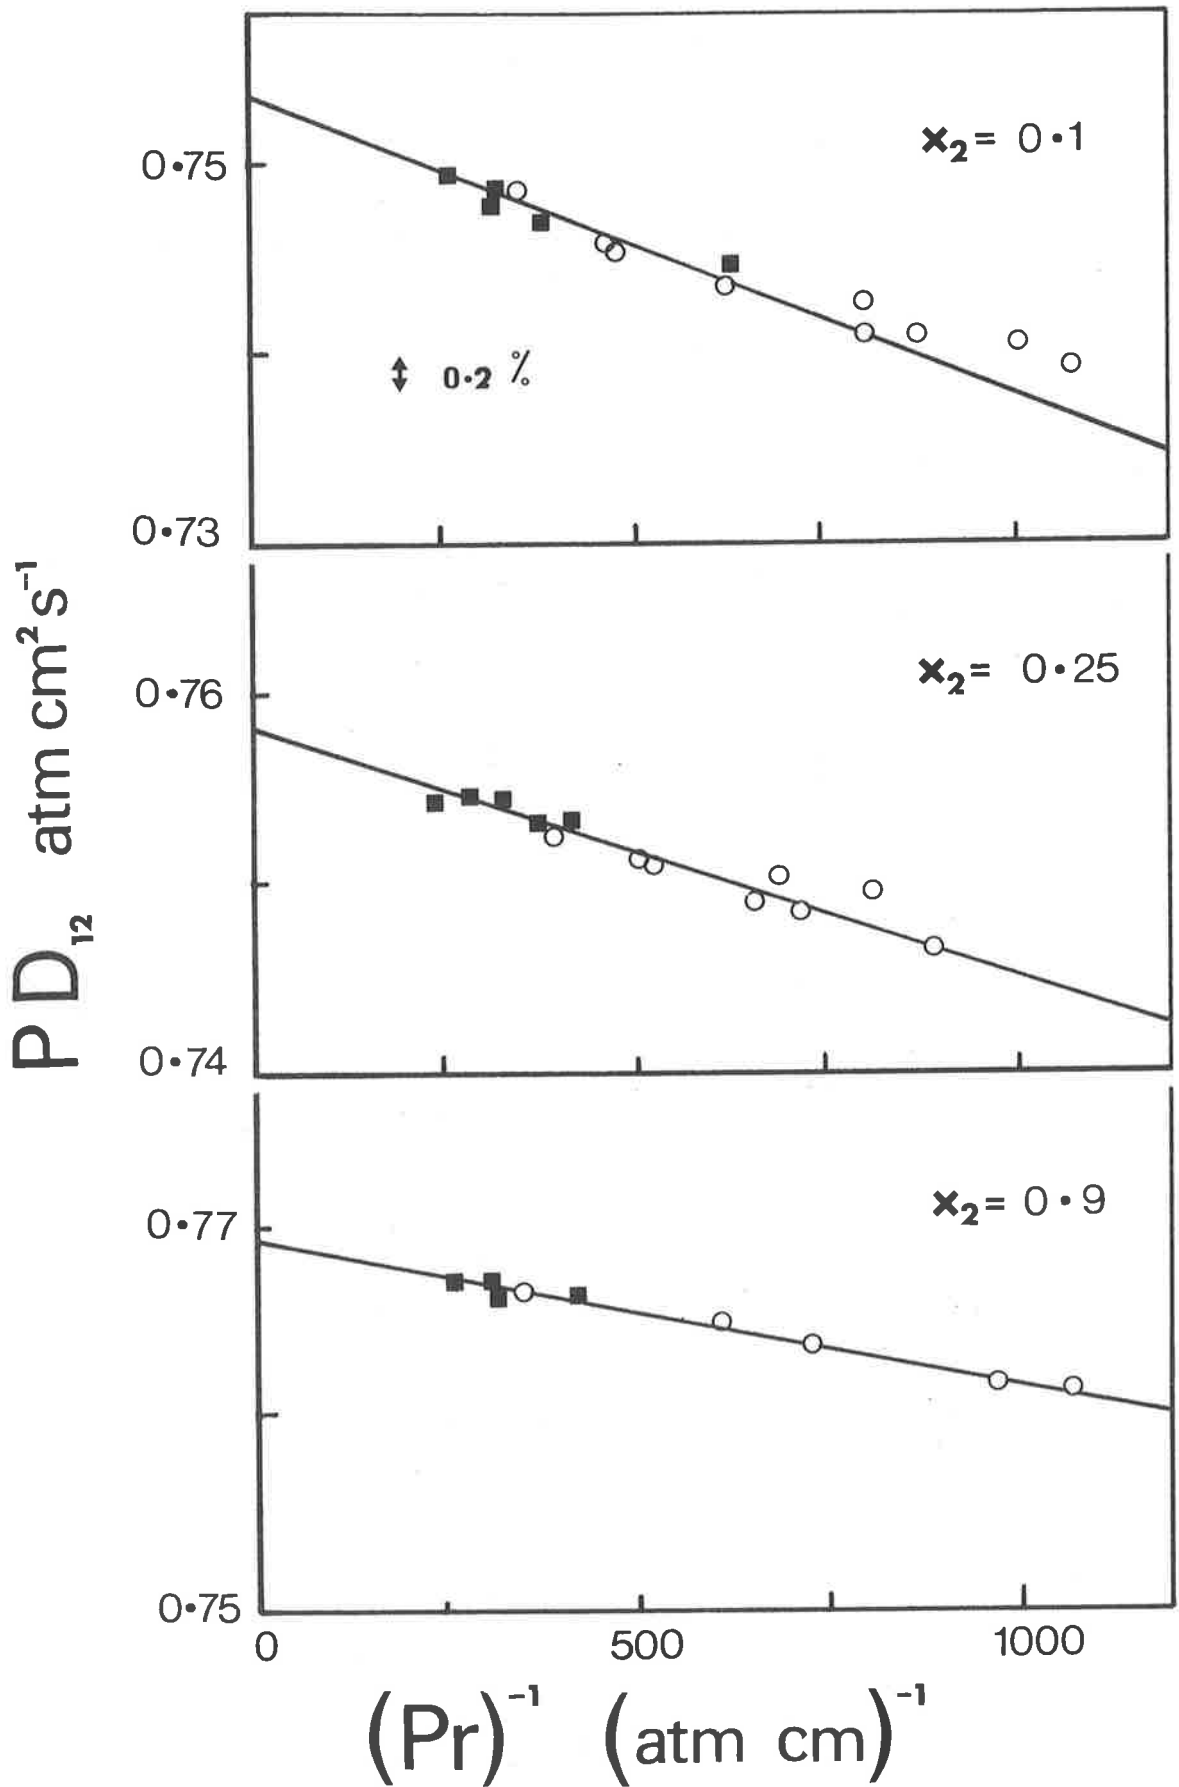 0·75
x₂= 0·1
0·2 %
0·73
P D₁₂ atm cm² s⁻¹
0·76
x₂= 0·25
0·74
0·77
x₂= 0·9
0·75
0 500 1000
(Pr)⁻¹ (atm cm)⁻¹